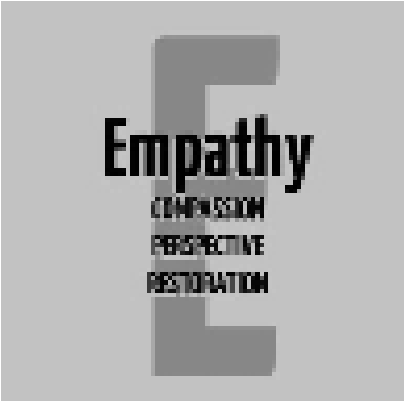 E
Empathy
COMPASSION
PERSPECTIVE
RESTORATION